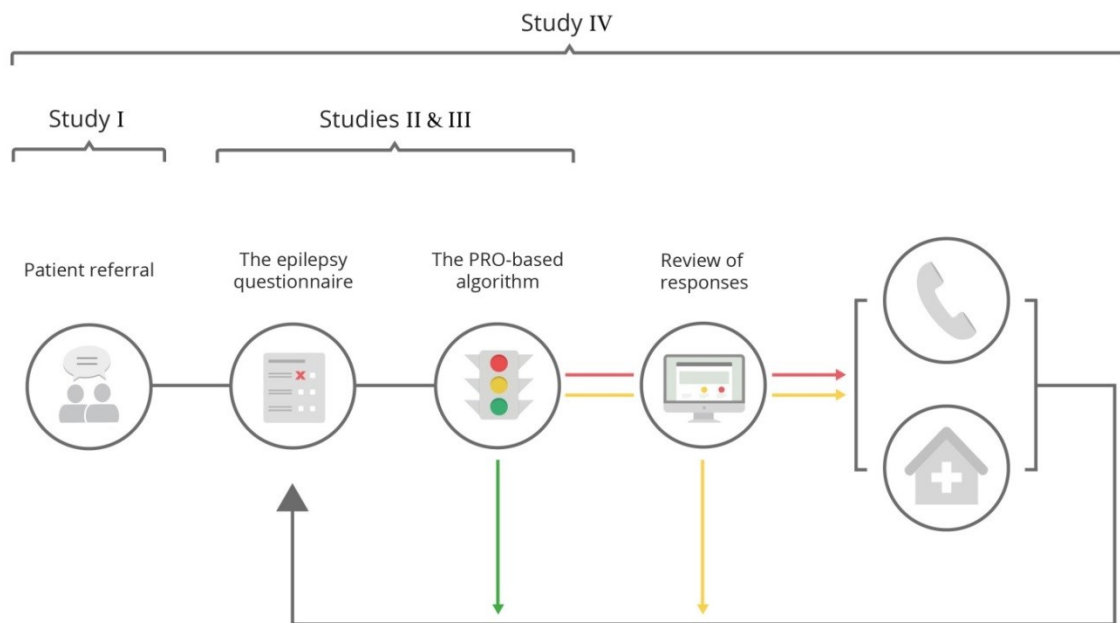 Study IV
Study I
Studies II & III
Patient referral
The epilepsy
questionnaire
The PRO-based
algorithm
Review of
responses